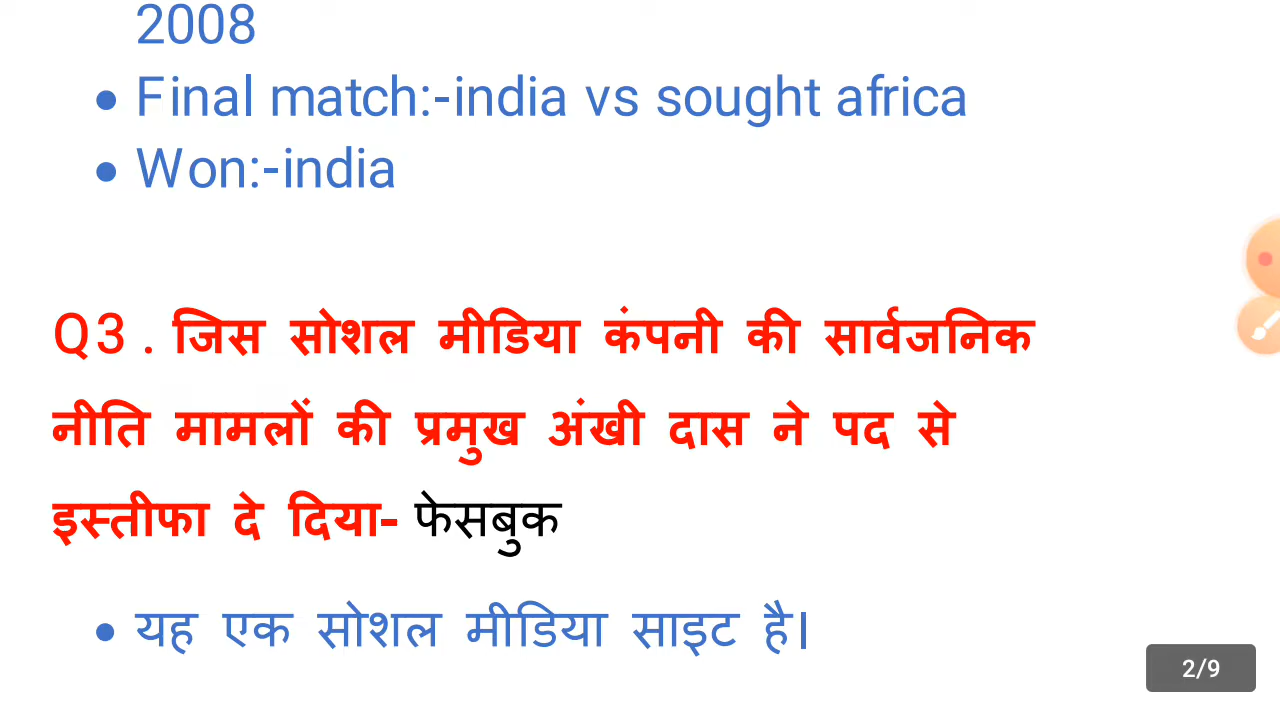 2008
• Final match:-india vs sought africa
• Won:-india
Q3 . जिस सोशल मीडिया कंपनी की सार्वजनिक
नीति मामलों की प्रमुख अंखी दास ने पद से
इस्तीफा दे दिया- फेसबुक
• यह एक सोशल मीडिया साइट है।
2/9